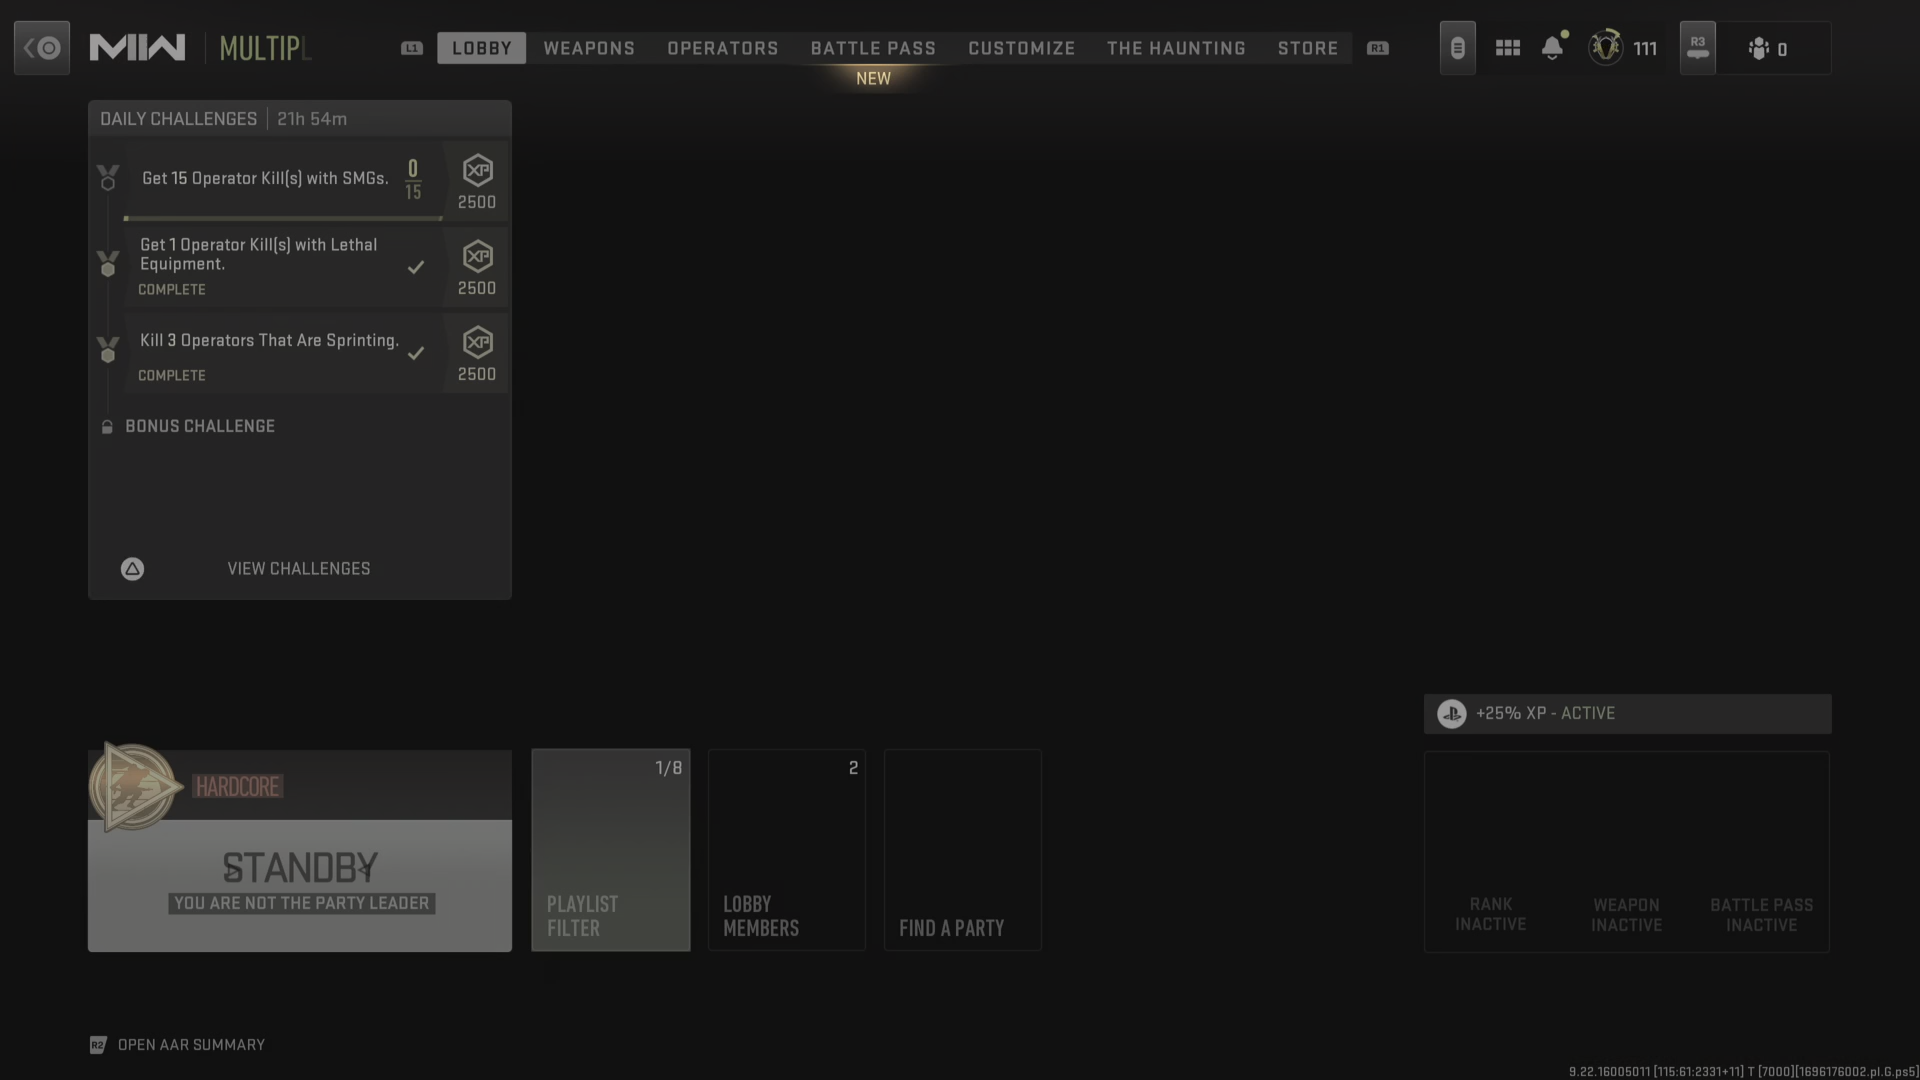 MW MULTIPL
L1 LOBBY WEAPONS OPERATORS BATTLE PASS CUSTOMIZE THE HAUNTING STORE R1
111 R3 0
NEW
DAILY CHALLENGES 21h 54m
Get 15 Operator Kill(s) with SMGs.
0
15
XP
2500
Get 1 Operator Kill(s) with Lethal
Equipment.
COMPLETE
XP
2500
Kill 3 Operators That Are Sprinting.
COMPLETE
XP
2500
BONUS CHALLENGE
VIEW CHALLENGES
+25% XP - ACTIVE
HARDCORE
STANDBY
YOU ARE NOT THE PARTY LEADER
1/8
PLAYLIST
FILTER
2
LOBBY
MEMBERS
FIND A PARTY
RANK
INACTIVE
WEAPON
INACTIVE
BATTLE PASS
INACTIVE
R2 OPEN AAR SUMMARY
9.22.16005011 [115:61:2331+11] T [7000][1696176002.pl.G.ps5]